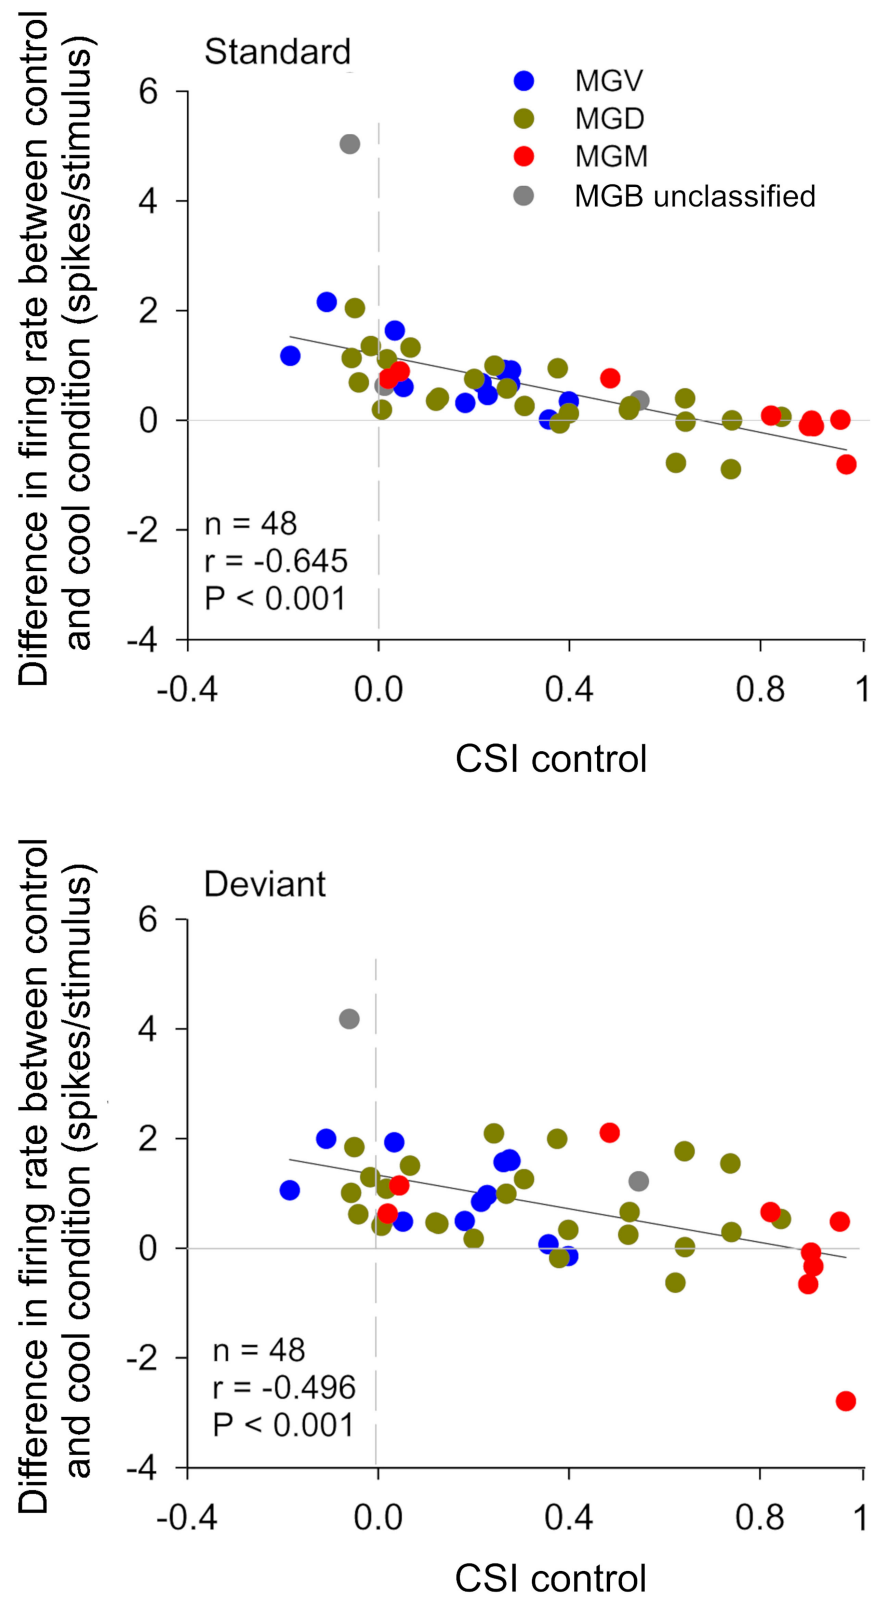 Difference in firing rate between control
and cool condition (spikes/stimulus)
Standard
MGV
MGD
MGM
MGB unclassified
6
4
2
0
-2
-4
n = 48
r = -0.645
P < 0.001
-0.4 0.0 0.4 0.8 1
CSI control
Difference in firing rate between control
and cool condition (spikes/stimulus)
Deviant
6
4
2
0
-2
-4
n = 48
r = -0.496
P < 0.001
-0.4 0.0 0.4 0.8 1
CSI control